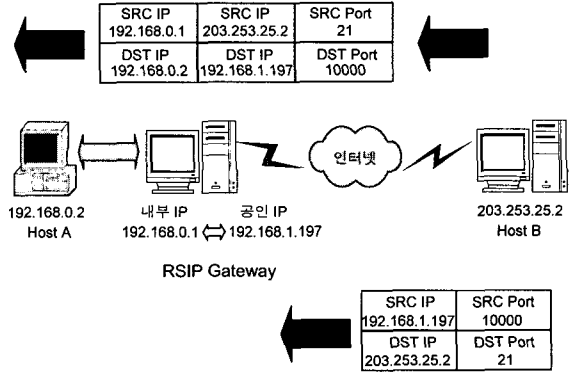 SRC IP SRC IP SRC Port
192.168.0.1 203.253.25.2 21
DST IP DST IP DST Port
192.168.0.2 192.168.1.197 10000
인터넷
192.168.0.2 내부 IP 공인 IP 203.253.25.2
Host A 192.168.0.1 192.168.1.197 Host B
RSIP Gateway
SRC IP SRC Port
192.168.1.197 10000
DST IP DST Port
203.253.25.2 21